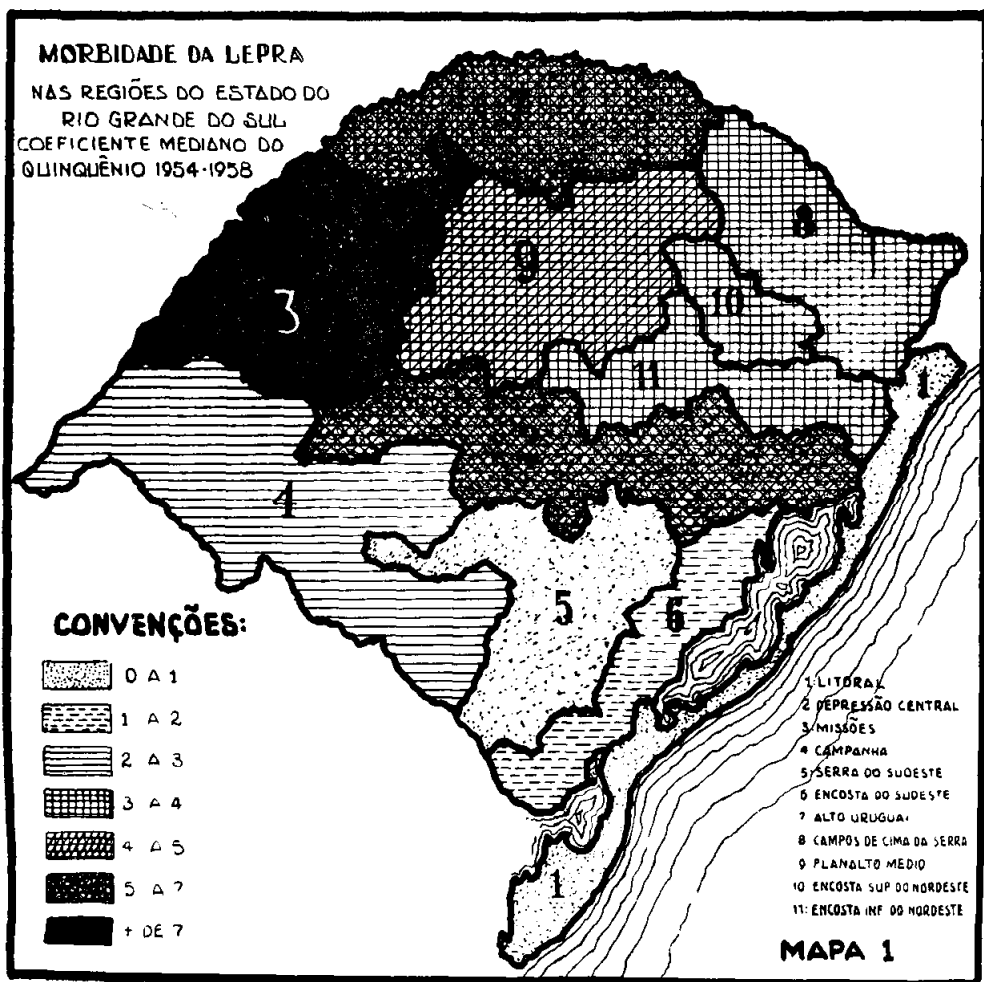 MORBIDADE DA LEPRA
NAS REGIÕES DO ESTADO DO
RIO GRANDE DO SUL
COEFICIENTE MEDIANO DO
QUINQUÊNIO 1954-1958
8
9
3
10
11
1
4
5
6
1
CONVENÇÕES:
0 A 1
1 A 2
2 A 3
3 A 4
4 A 5
5 A 7
+ DE 7
1 LITORAL
2 DEPRESSÃO CENTRAL
3 MISSÕES
4 CAMPANHA
5 SERRA DO SUDESTE
6 ENCOSTA DO SUDESTE
7 ALTO URUGUAI
8 CAMPOS DE CIMA DA SERRA
9 PLANALTO MEDIO
10 ENCOSTA SUP DO NORDESTE
11: ENCOSTA INF DO NORDESTE
MAPA 1